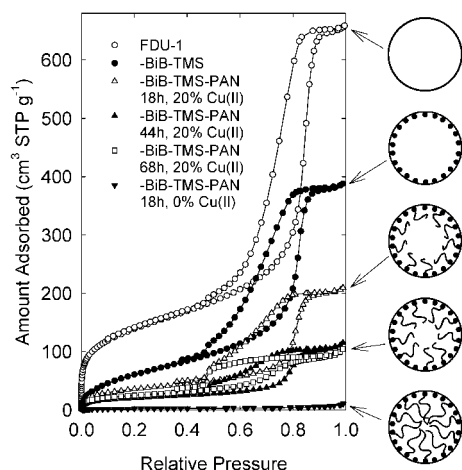 600
500
400
300
200
100
0
Amount Adsorbed (cm³ STP g⁻¹)
FDU-1
-BiB-TMS
-BiB-TMS-PAN
18h, 20% Cu(II)
-BiB-TMS-PAN
44h, 20% Cu(II)
-BiB-TMS-PAN
68h, 20% Cu(II)
-BiB-TMS-PAN
18h, 0% Cu(II)
0.0 0.2 0.4 0.6 0.8 1.0
Relative Pressure